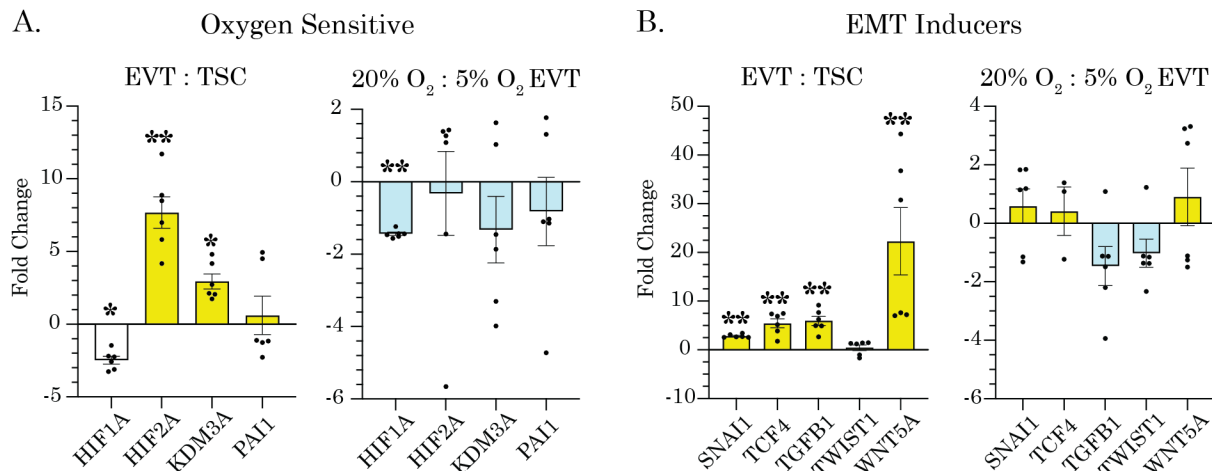 A.
Oxygen Sensitive
EVT : TSC
Fold Change
15
10
5
0
-5
**
*
*
HIF1A
HIF2A
KDM3A
PAI1
20% O₂ : 5% O₂ EVT
2
0
-2
-4
-6
**
HIF1A
HIF2A
KDM3A
PAI1
B.
EMT Inducers
EVT : TSC
Fold Change
50
40
30
20
10
0
-10
**
**
**
**
SNAI1
TCF4
TGFB1
TWIST1
WNT5A
20% O₂ : 5% O₂ EVT
4
2
0
-2
-4
-6
SNAI1
TCF4
TGFB1
TWIST1
WNT5A